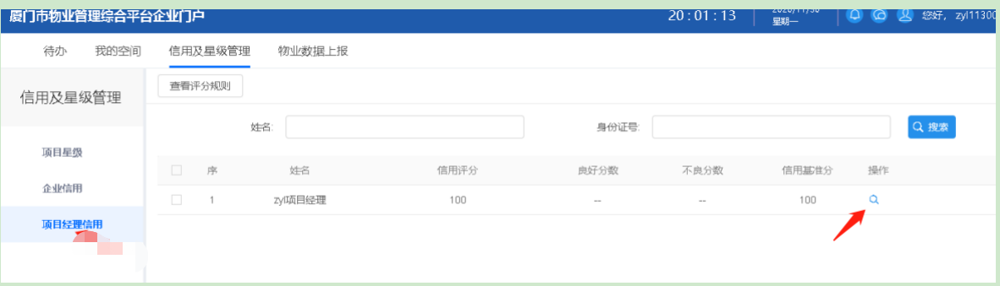 厦门市物业管理综合平台企业门户 20:01:13 2020/11/30 您好, zyl11300
星期一
待办 我的空间 信用及星级管理 物业数据上报
信用及星级管理 查看评分规则
姓名: 身份证号: 搜索
项目星级
序 姓名 信用评分 良好分数 不良分数 信用基准分 操作
企业信用
1 zyl项目经理 100 -- -- 100
项目经理信用